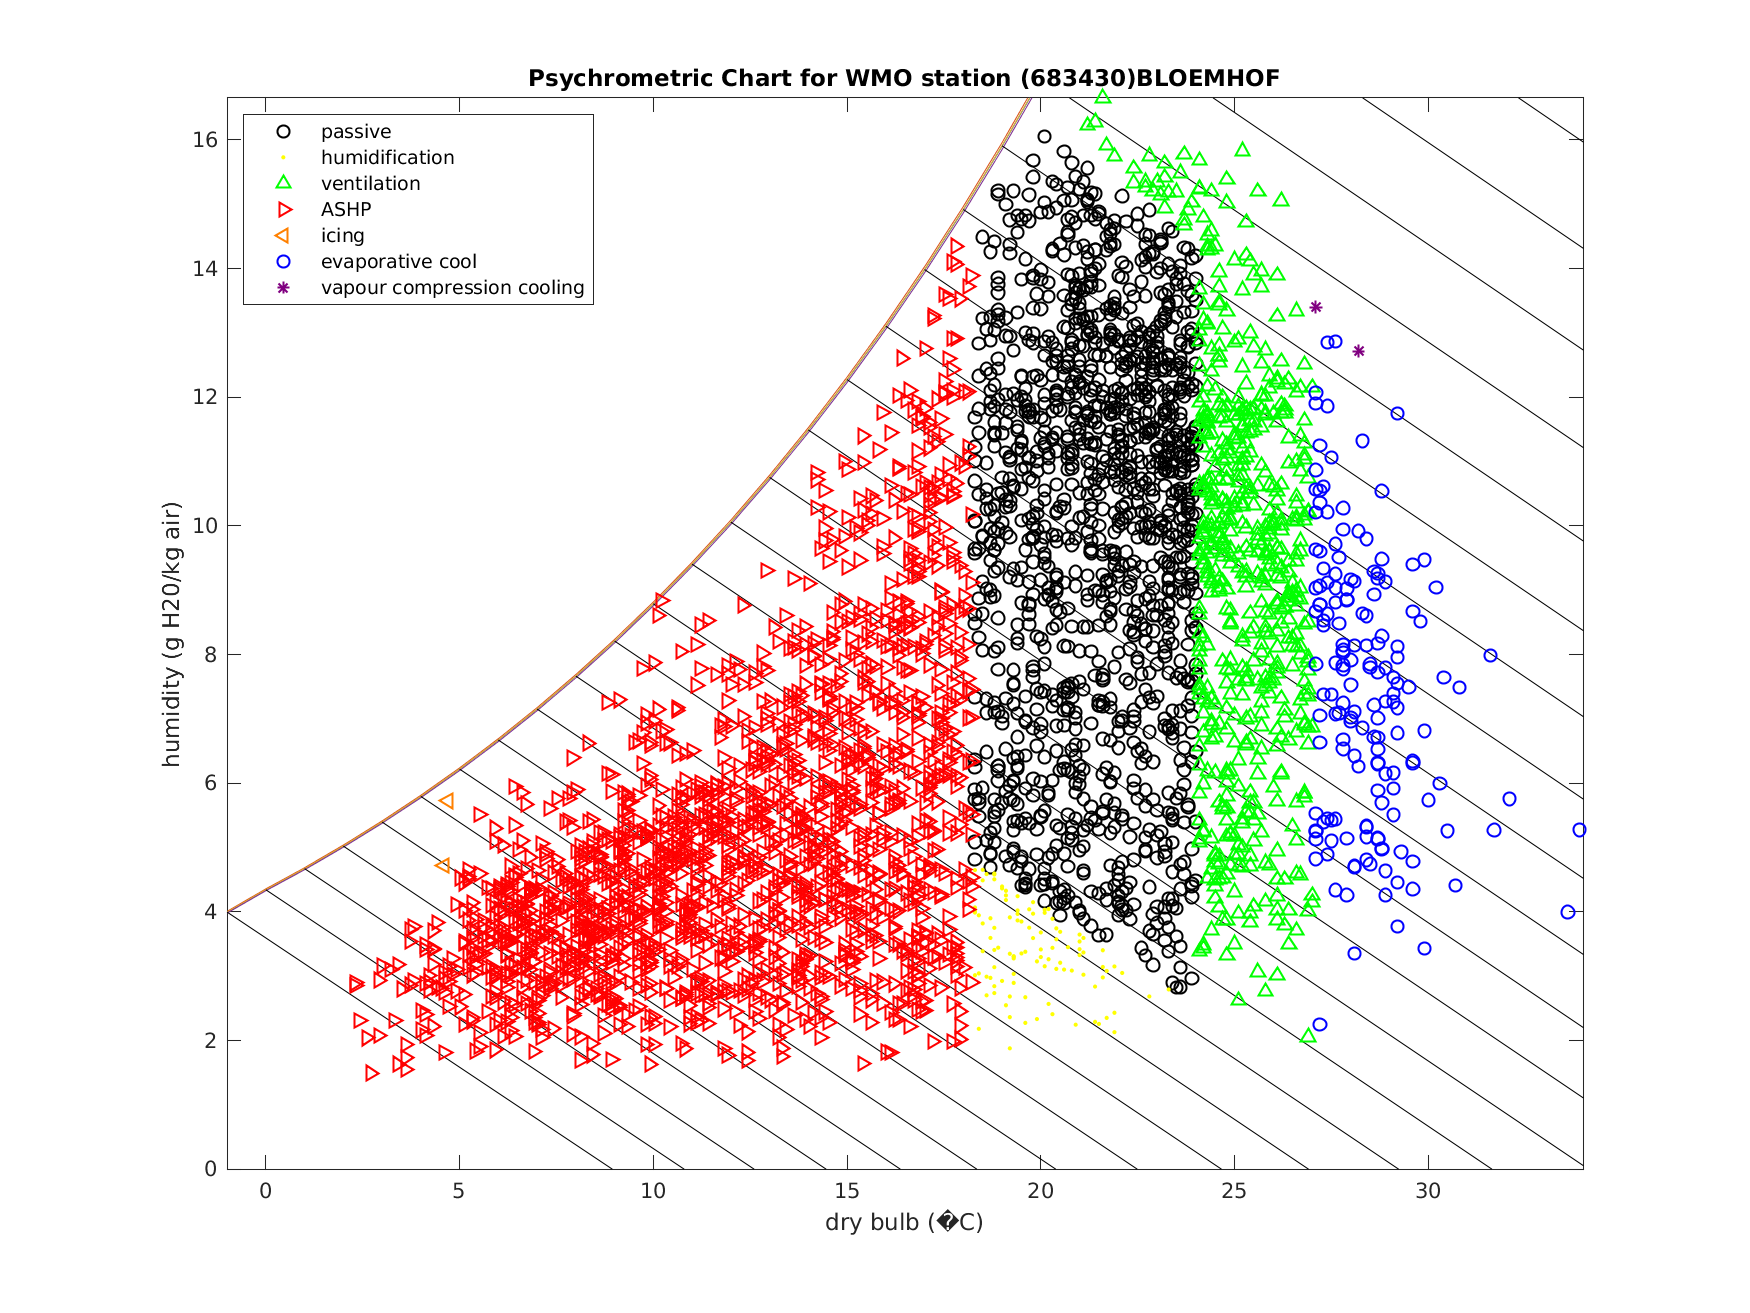 Psychrometric Chart for WMO station (683430)BLOEMHOF
passive
humidification
ventilation
ASHP
icing
evaporative cool
vapour compression cooling
humidity (g H20/kg air)
16
14
12
10
8
6
4
2
0
0 5 10 15 20 25 30
dry bulb (�C)